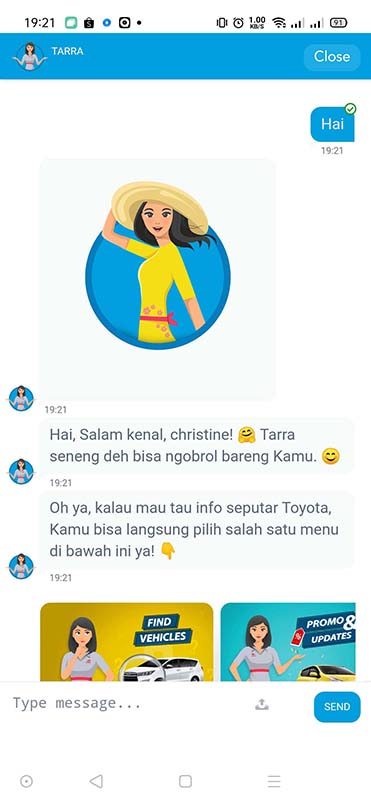 19:21
1.00
KB/S
91
TARRA
Close
Hai
19:21
19:21
Hai, Salam kenal, christine! 🤗 Tarra
seneng deh bisa ngobrol bareng Kamu. 😊
19:21
Oh ya, kalau mau tau info seputar Toyota,
Kamu bisa langsung pilih salah satu menu
di bawah ini ya! 👇
19:21
FIND
VEHICLES
PROMO &
UPDATES
Type message...
SEND